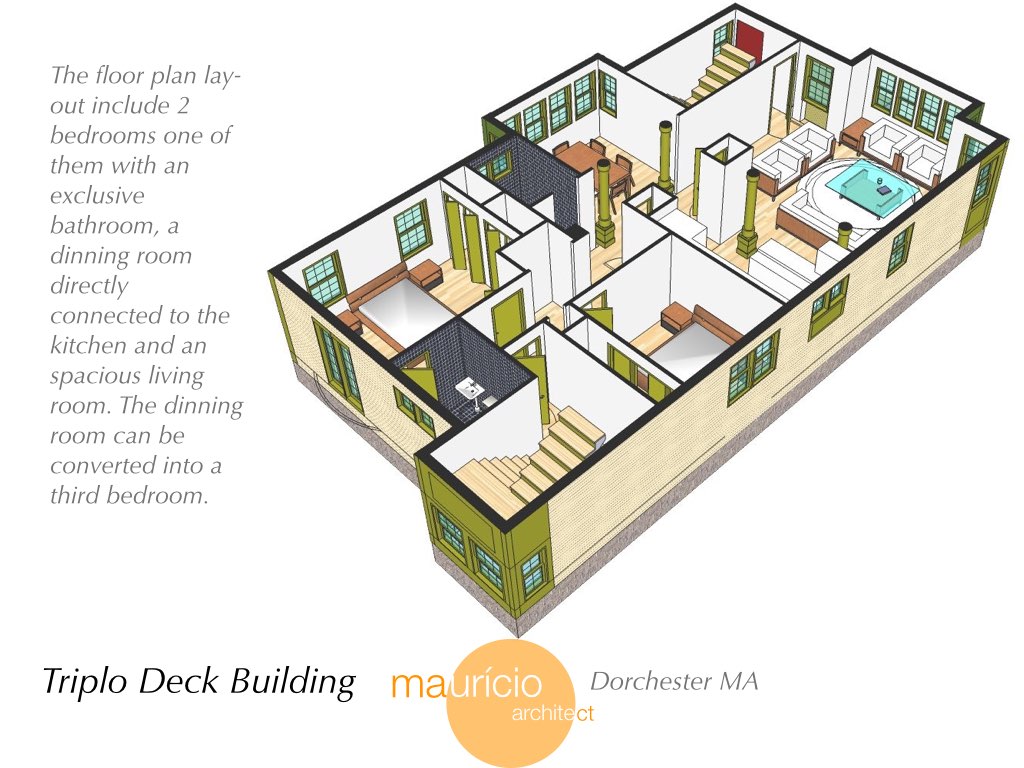 The floor plan lay-
out include 2
bedrooms one of
them with an
exclusive
bathroom, a
dinning room
directly
connected to the
kitchen and an
spacious living
room. The dinning
room can be
converted into a
third bedroom.
Triplo Deck Building
maurício
architect
Dorchester MA